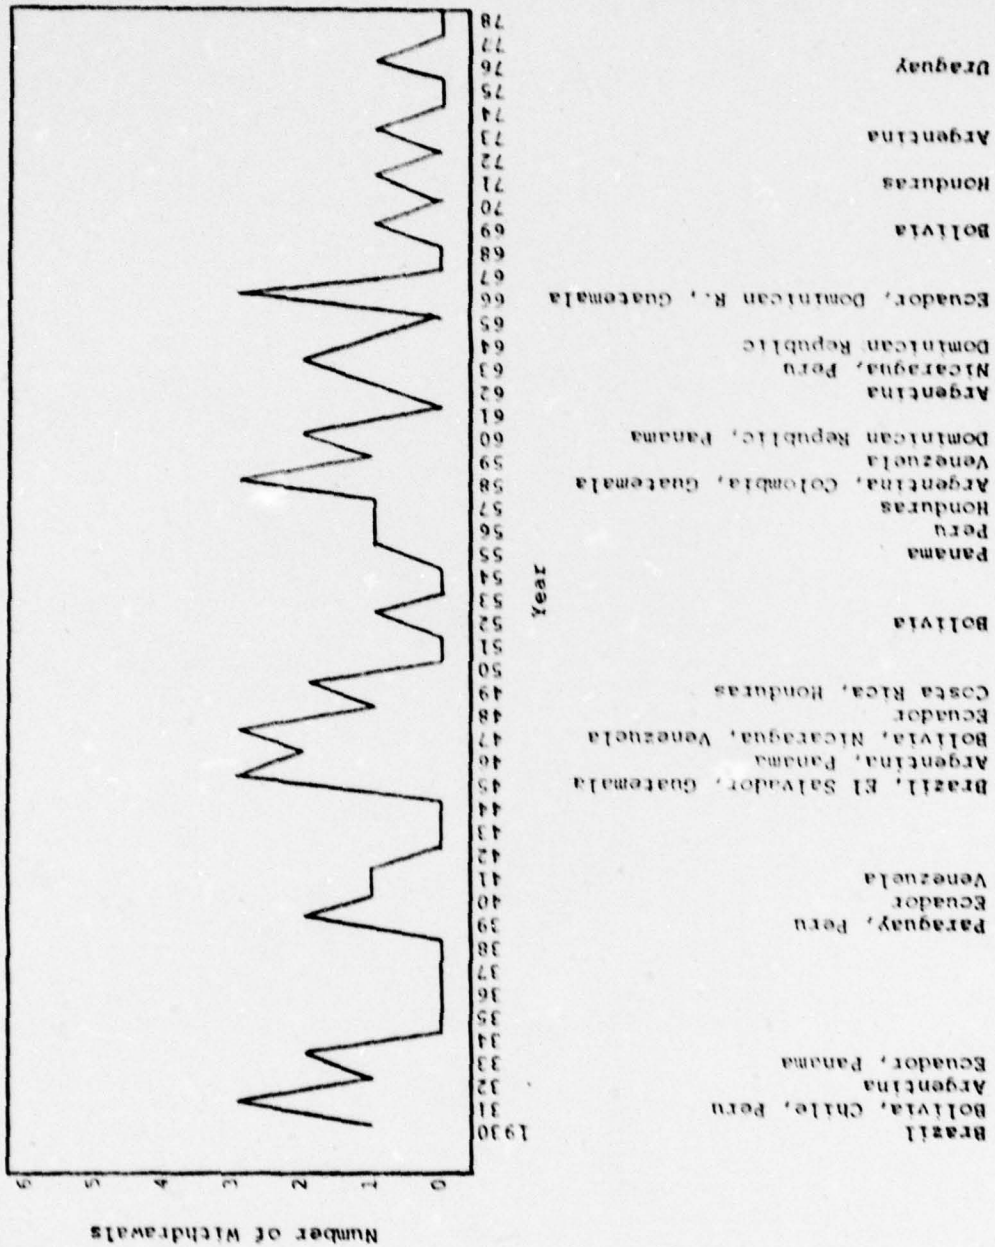 Number of Withdrawals
0 1 2 3 4 5 6
Brazil 1930
Bolivia, Chile, Peru 31
Argentina 32
Ecuador, Panama 33
34
35
36
37
38
Paraguay, Peru 39
Ecuador 40
Venezuela 41
42
43
44
Brazil, El Salvador, Guatemala 45
Argentina, Panama 46
Bolivia, Nicaragua, Venezuela 47
Ecuador 48
Costa Rica, Honduras 49
50
51
Bolivia 52
53
Year
54
Panama 55
Peru 56
Honduras 57
Argentina, Colombia, Guatemala 58
Venezuela 59
Dominican Republic, Panama 60
61
Argentina 62
Nicaragua, Peru 63
Dominican Republic 64
65
Ecuador, Dominican R., Guatemala 66
67
68
Bolivia 69
70
Honduras 71
72
Argentina 73
74
75
Uraguay 76
77
78